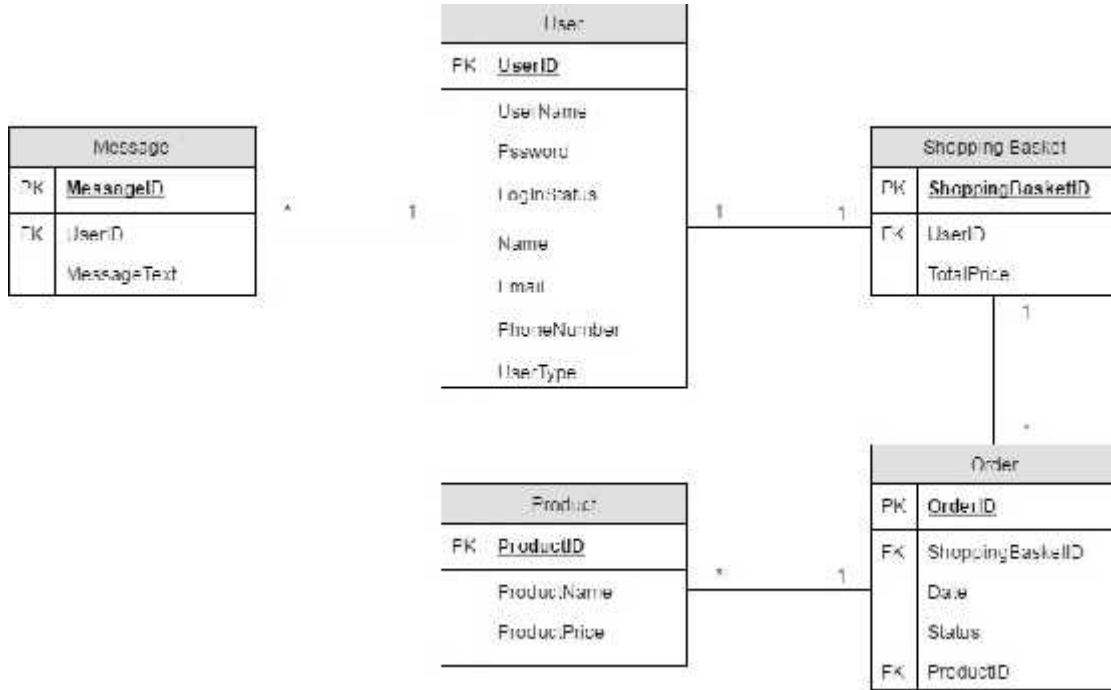 User
PK UserID
UserName
Pssword
LoginStatus
Name
Email
PhoneNumber
UserType
Message
PK MessageID
FK UserID
MessageText
* 1
1 1
Shopping Basket
PK ShoppingBasketID
FK UserID
TotalPrice
1
*
Order
PK OrderID
FK ShoppingBasketID
Date
Status
FK ProductID
Product
PK ProductID
ProductName
ProductPrice
* 1